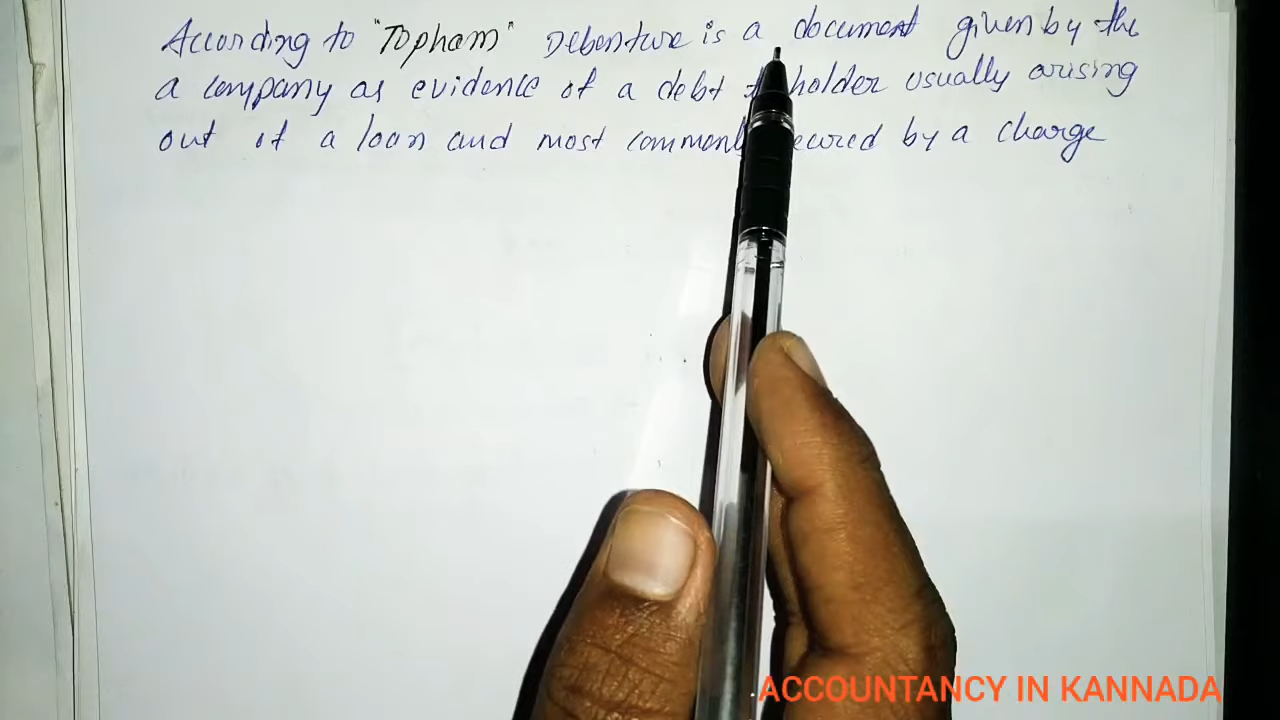 According to "Topham" Debenture is a document given by the
a company as evidence of a debt holder usually arising
out of a loan and most commonly secured by a charge
ACCOUNTANCY IN KANNADA